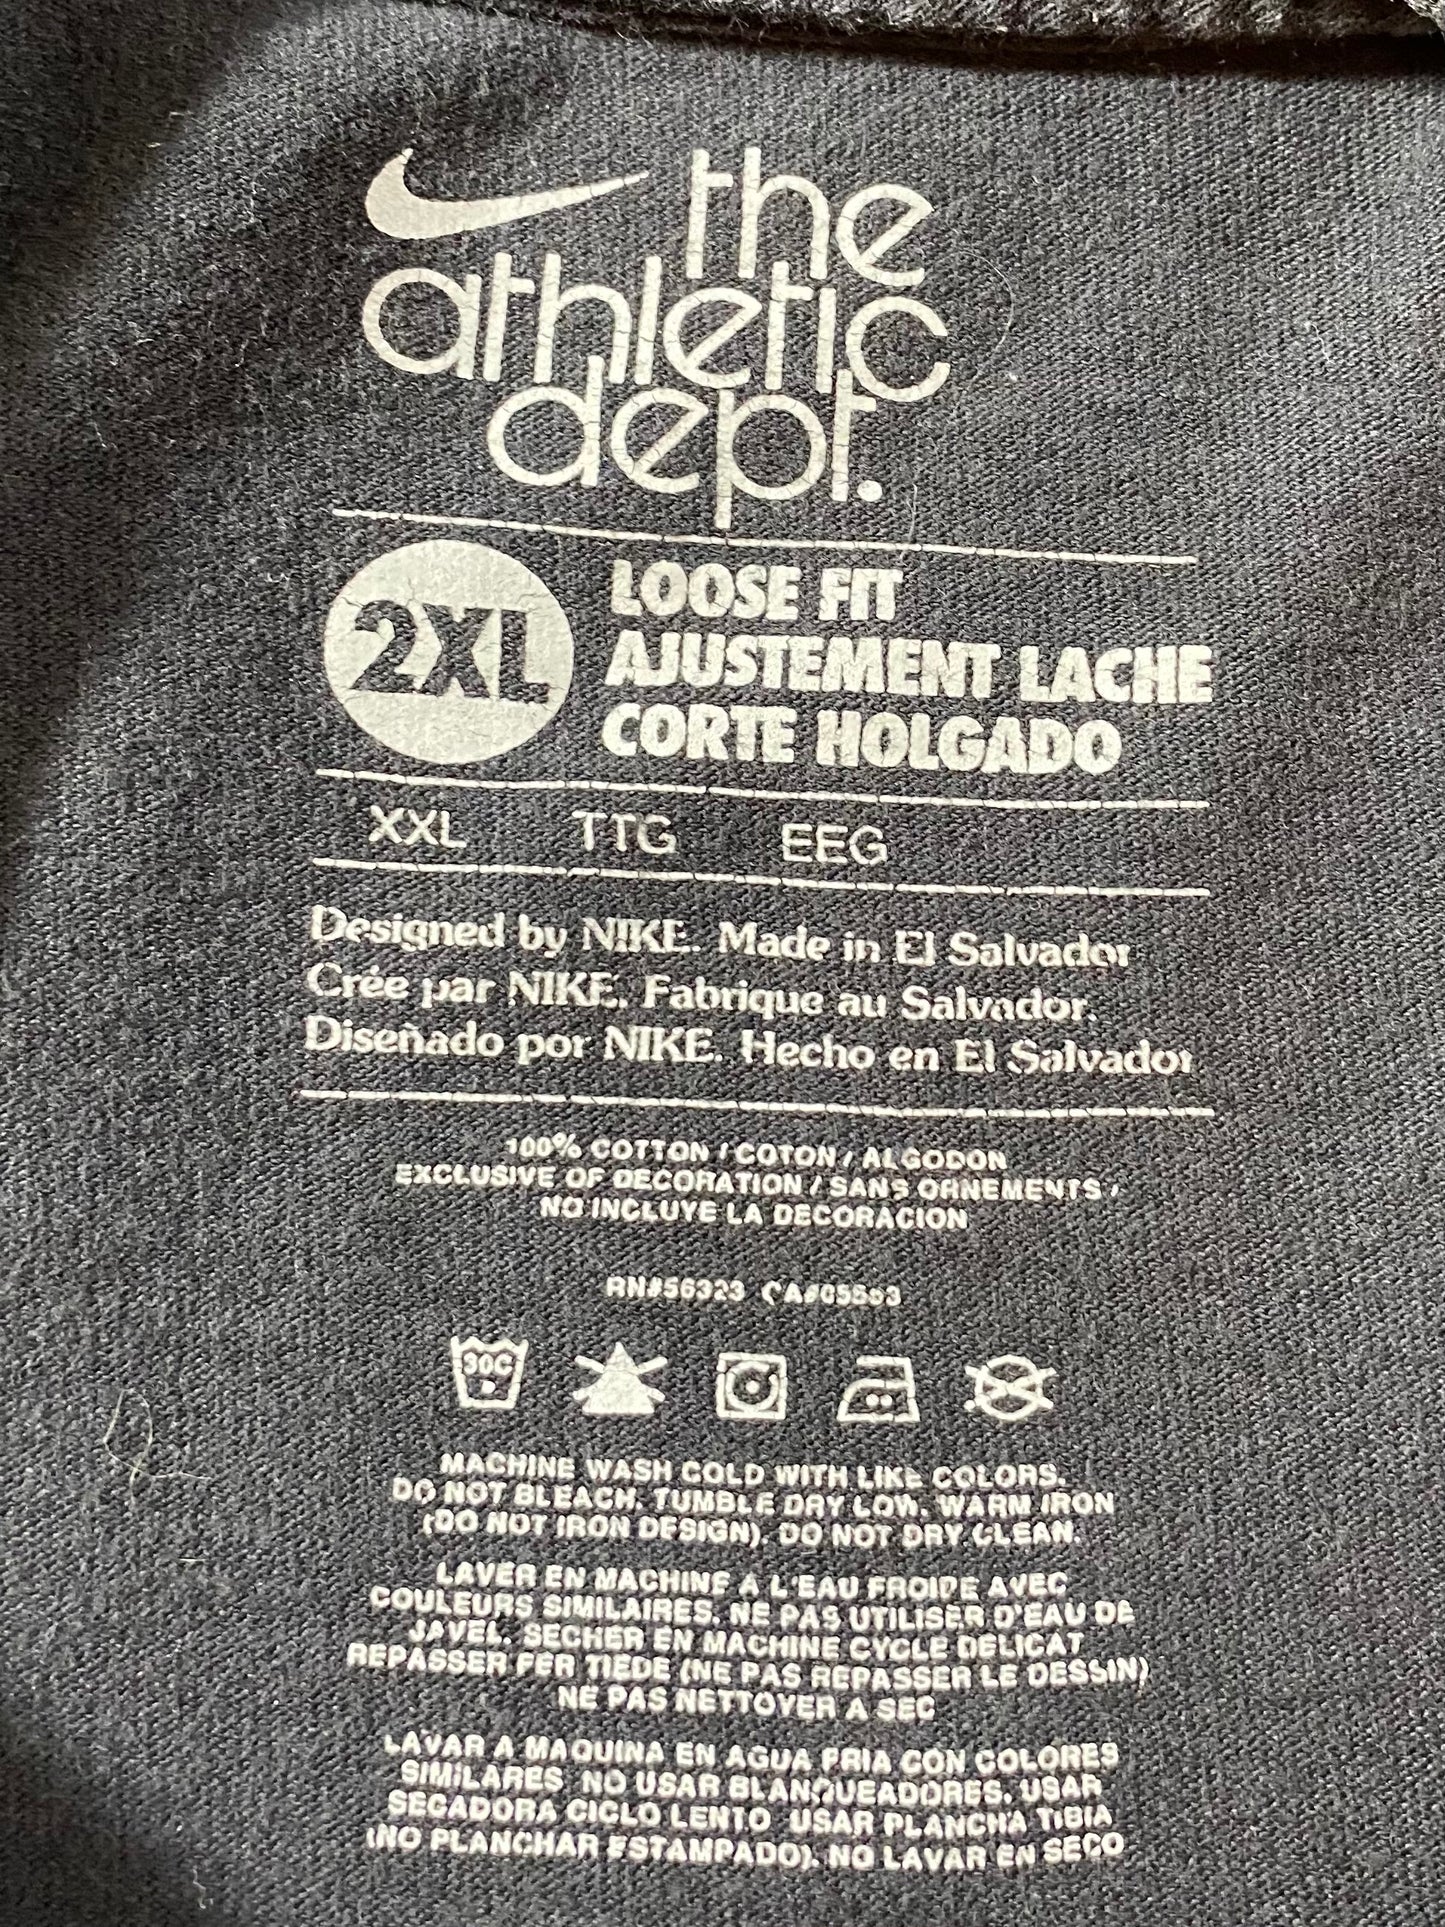 the
athletic
dept.
2XL
LOOSE FIT
AJUSTEMENT LACHE
CORTE HOLGADO
XXL TTG EEG
Designed by NIKE. Made in El Salvador
Crée par NIKE. Fabrique au Salvador.
Diseñado por NIKE. Hecho en El Salvador
100% COTTON / COTON / ALGODON
EXCLUSIVE OF DECORATION / SANS ORNEMENTS /
NO INCLUYE LA DECORACION
RN#56323
30C
MACHINE WASH COLD WITH LIKE COLORS.
DO NOT BLEACH. TUMBLE DRY LOW. WARM IRON
(DO NOT IRON DESIGN). DO NOT DRY CLEAN.
LAVER EN MACHINE A L'EAU FROIDE AVEC
COULEURS SIMILAIRES. NE PAS UTILISER D'EAU DE
JAVEL. SECHER EN MACHINE CYCLE DELICAT
REPASSER FER TIEDE (NE PAS REPASSER LE DESSIN)
NE PAS NETTOYER A SEC
LAVAR A MAQUINA EN AGUA FRIA CON COLORES
SIMILARES NO USAR BLANQUEADORES. USAR
SECADORA CICLO LENTO USAR PLANCHA TIBIA
(NO PLANCHAR ESTAMPADO). NO LAVAR EN SECO